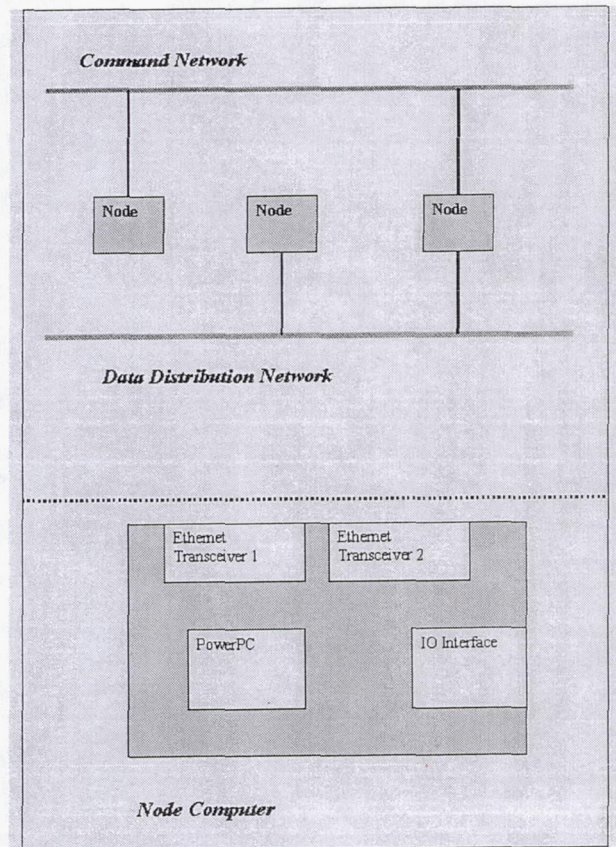 Command Network
Node
Node
Node
Data Distribution Network
Ethernet
Transceiver 1
Ethernet
Transceiver 2
PowerPC
IO Interface
Node Computer